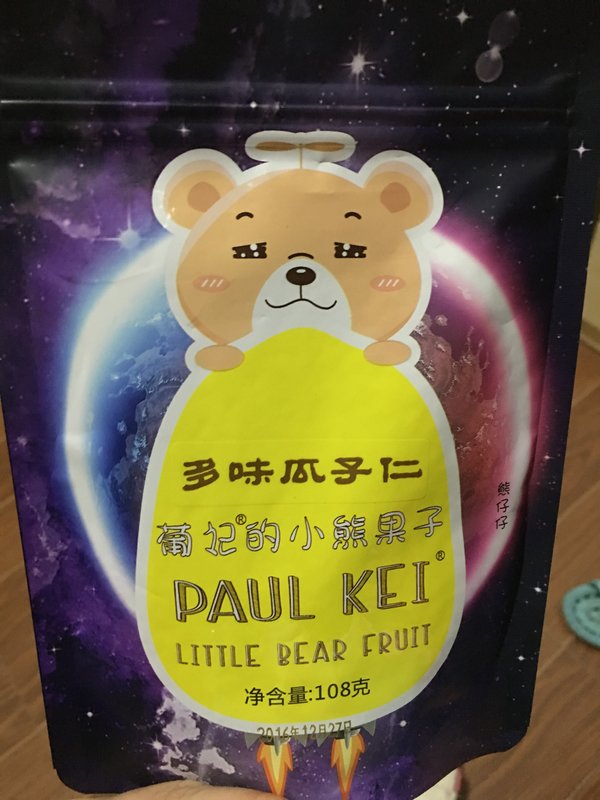 多味瓜子仁
葡妃®的小熊果子
PAUL KEI®
LITTLE BEAR FRUIT
净含量:108克
2016年12月27日
熊仔仔